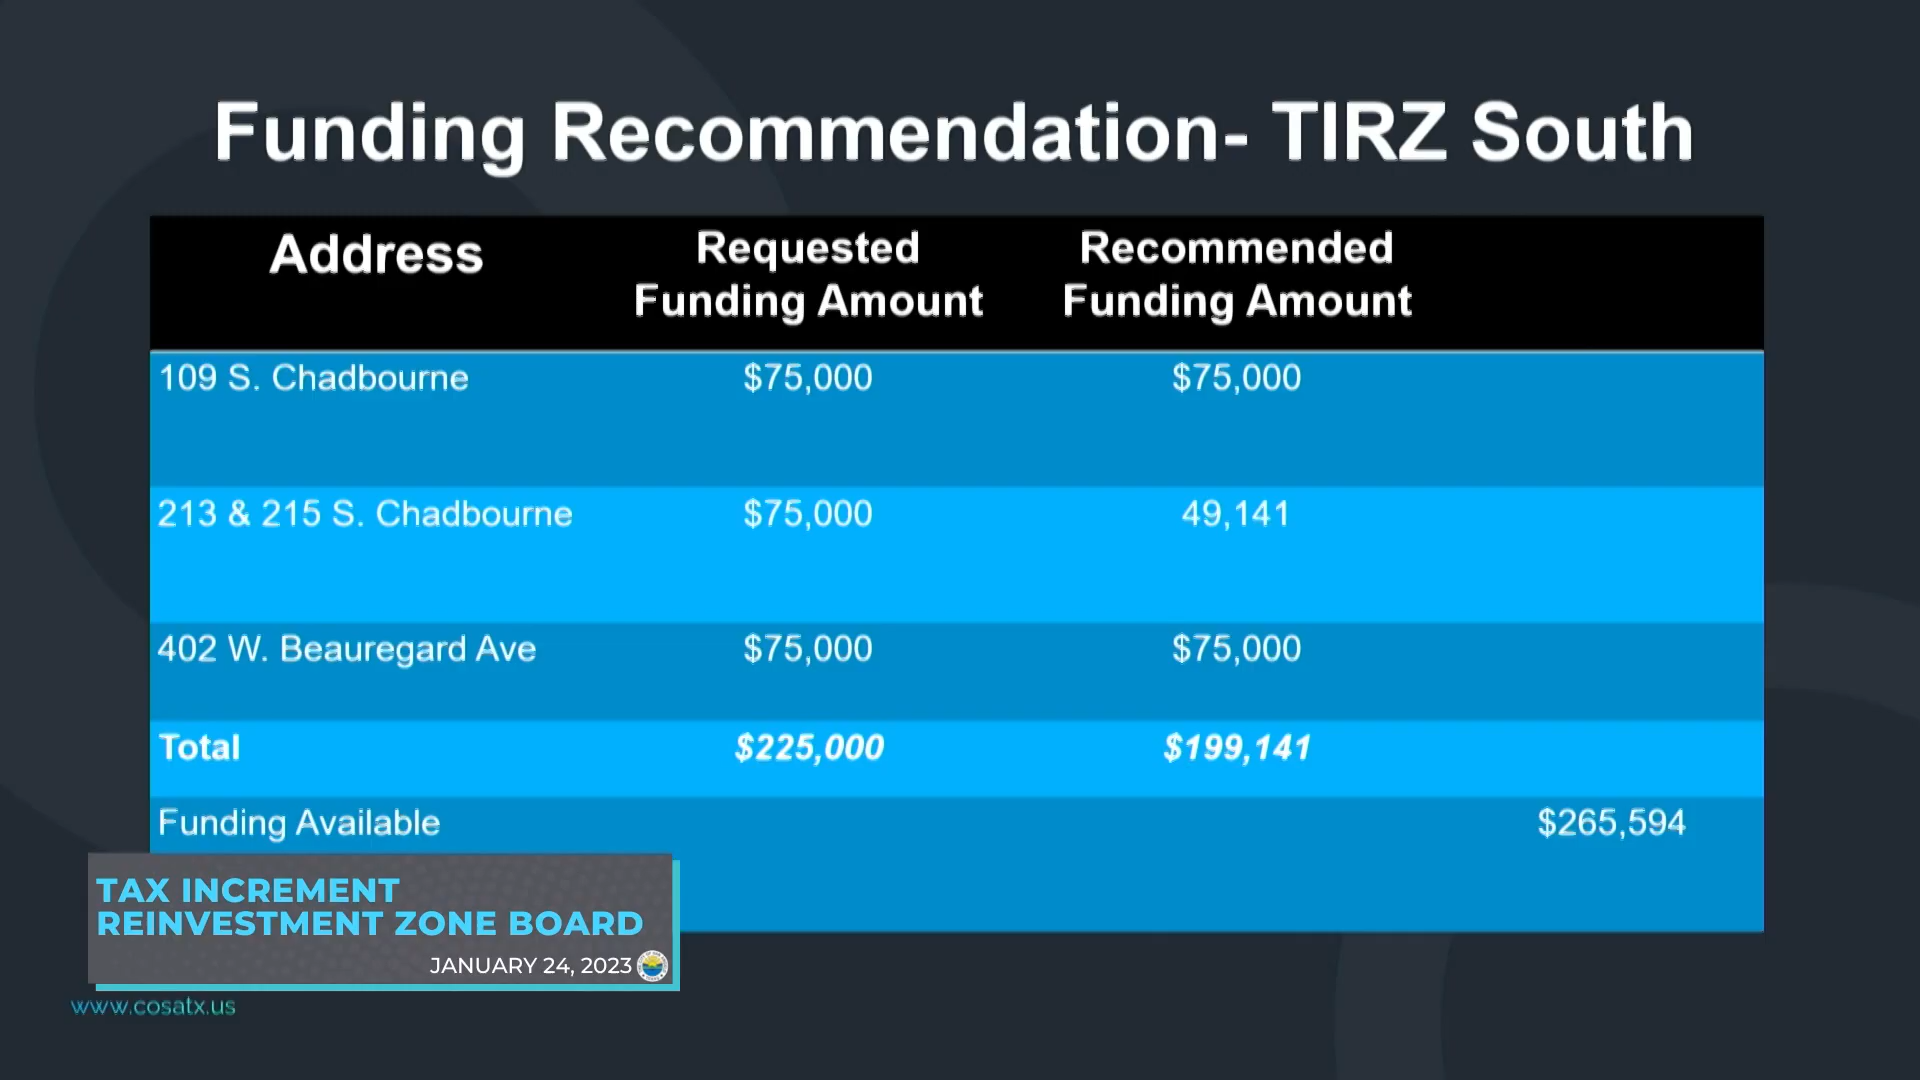 Funding Recommendation- TIRZ South
Address
Requested
Funding Amount
Recommended
Funding Amount
109 S. Chadbourne $75,000 $75,000
213 & 215 S. Chadbourne $75,000 49,141
402 W. Beauregard Ave $75,000 $75,000
Total $225,000 $199,141
Funding Available $265,594
TAX INCREMENT
REINVESTMENT ZONE BOARD
JANUARY 24, 2023
www.cosatx.us